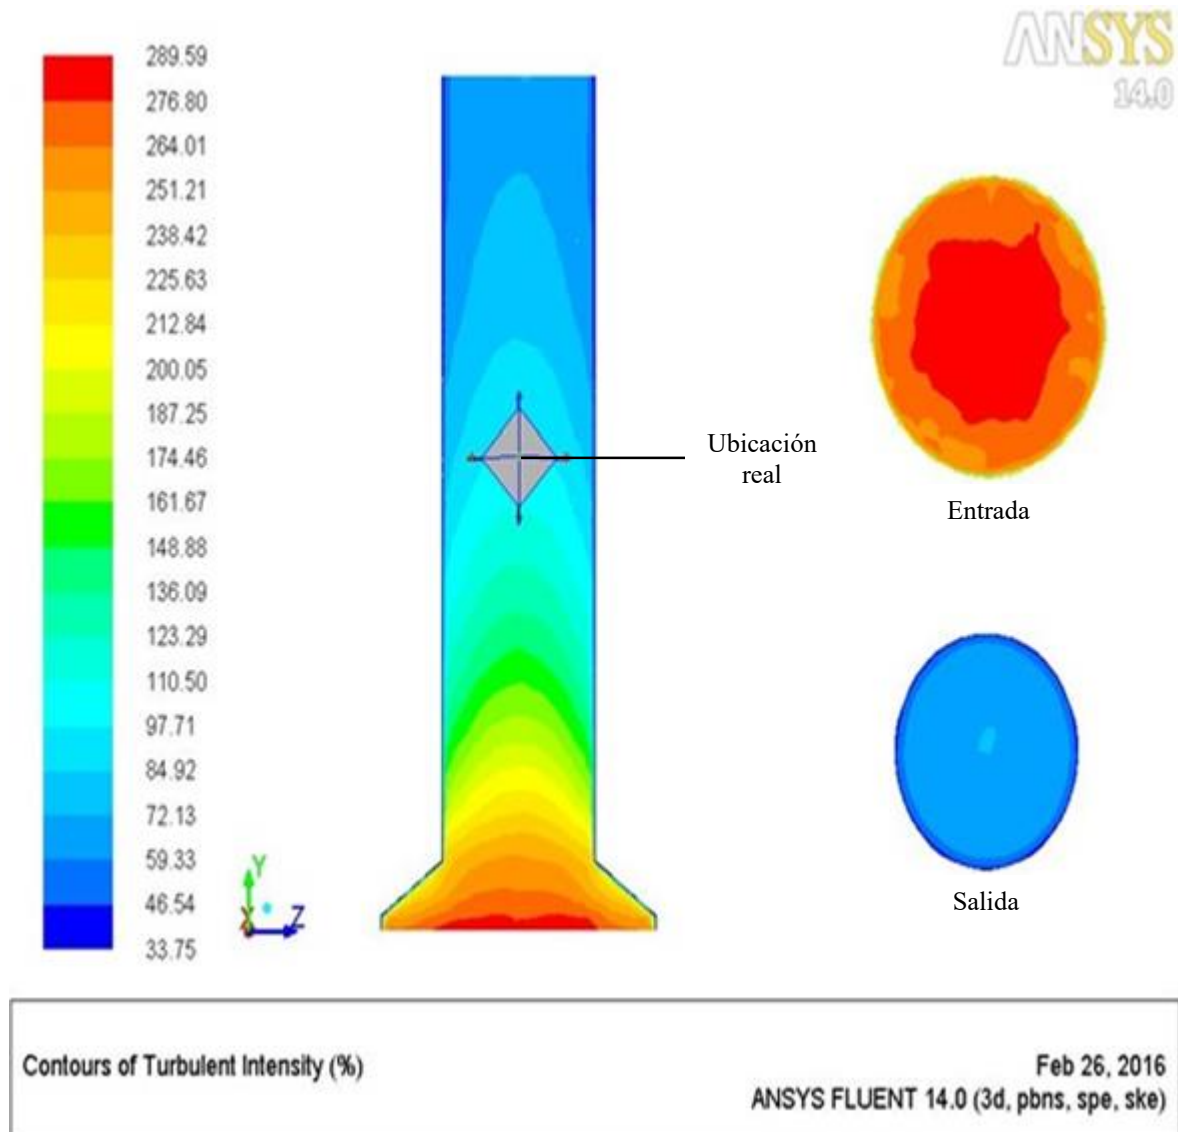 ANSYS
14.0
289.59
276.80
264.01
251.21
238.42
225.63
212.84
200.05
187.25
174.46
161.67
148.88
136.09
123.29
110.50
97.71
84.92
72.13
59.33
46.54
33.75
Ubicación
real
Entrada
Salida
Y
X
Z
Contours of Turbulent Intensity (%)
Feb 26, 2016
ANSYS FLUENT 14.0 (3d, pbns, spe, ske)